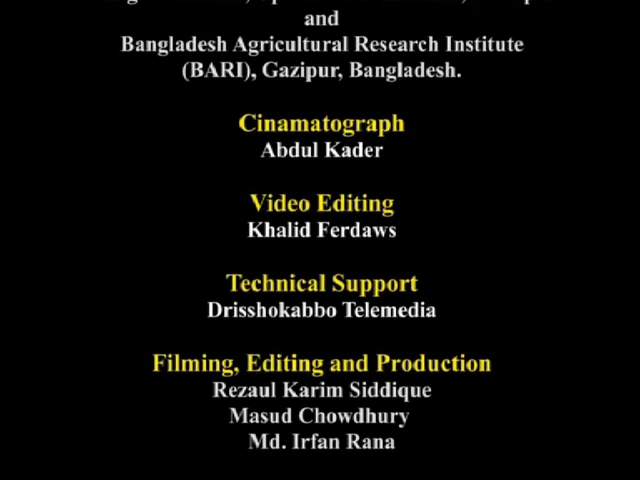 and
Bangladesh Agricultural Research Institute
(BARI), Gazipur, Bangladesh.
Cinamatograph
Abdul Kader
Video Editing
Khalid Ferdaws
Technical Support
Drisshokabbo Telemedia
Filming, Editing and Production
Rezaul Karim Siddique
Masud Chowdhury
Md. Irfan Rana